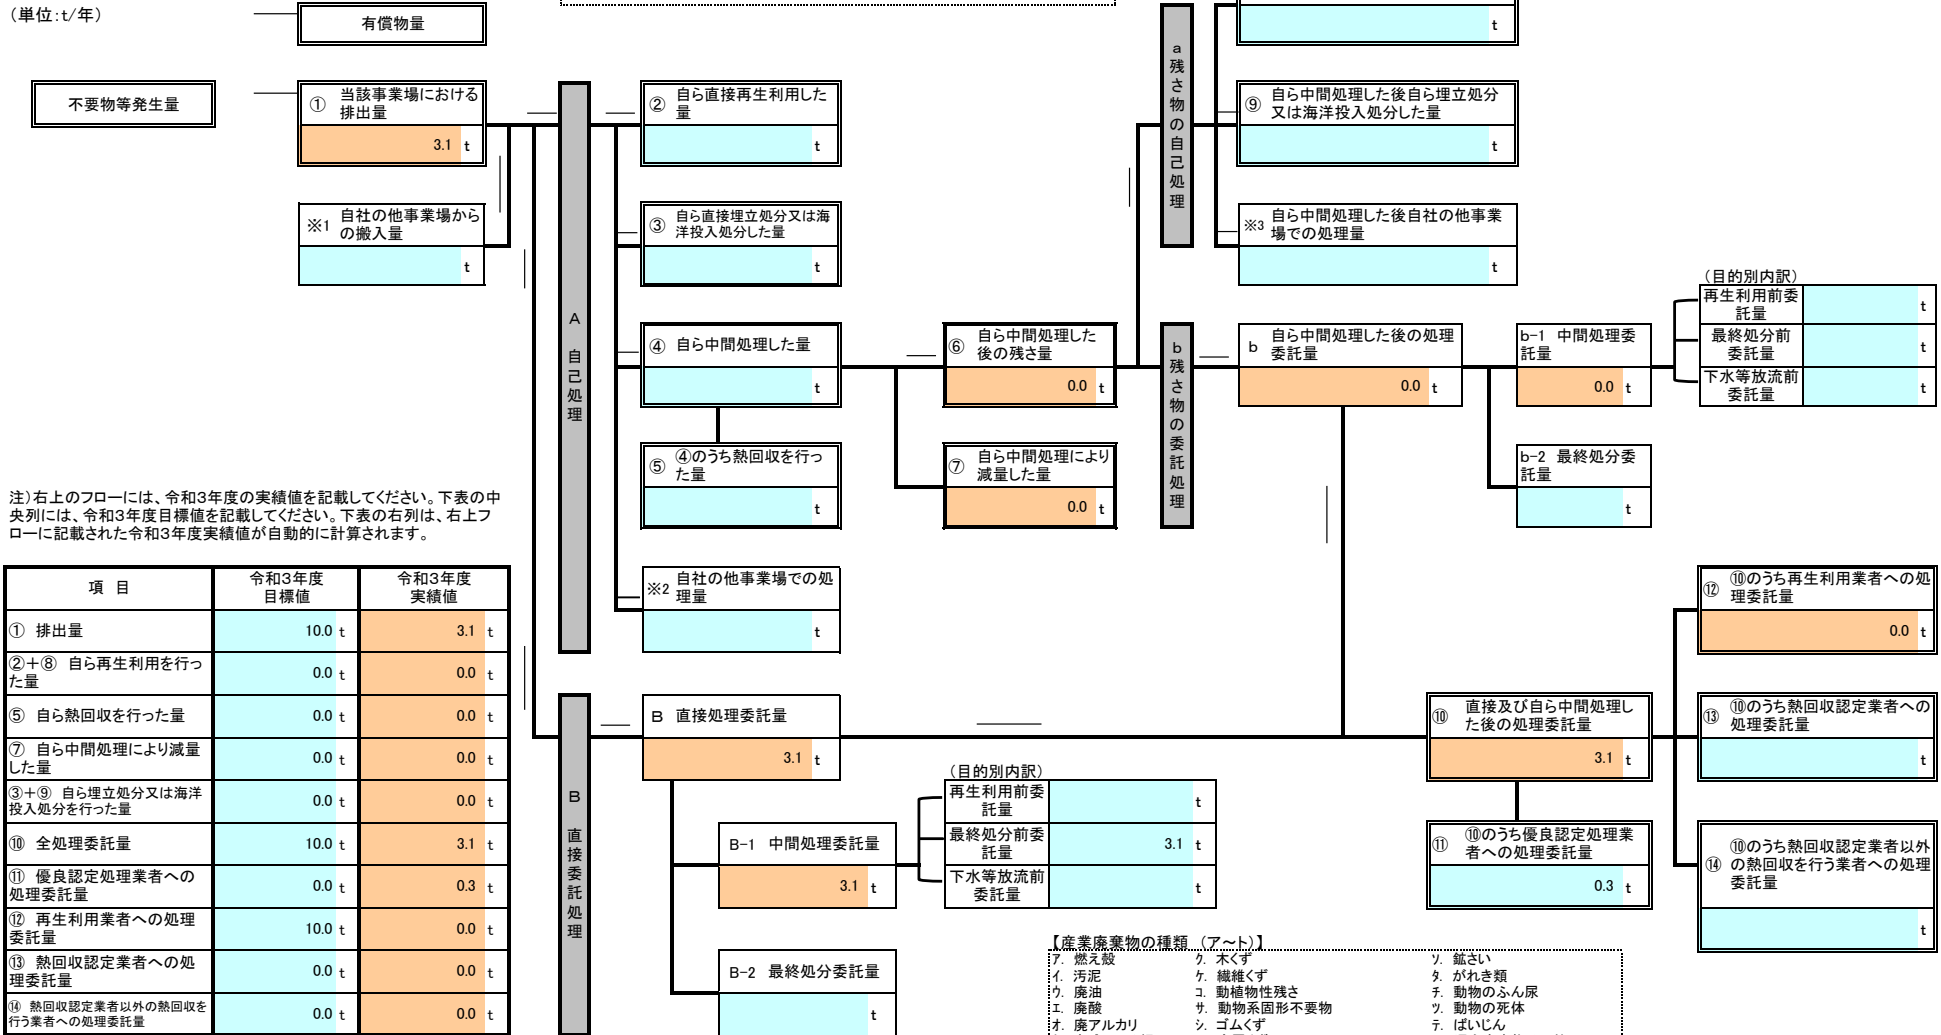 (単位:t/年)
有償物量
t
不要物等発生量
① 当該事業場における
排出量
3.1 t
② 自ら直接再生利用した
量
t
a 残さ物の自己処理
⑨ 自ら中間処理した後自ら埋立処分
又は海洋投入処分した量
t
※1 自社の他事業場から
の搬入量
t
③ 自ら直接埋立処分又は海
洋投入処分した量
t
※3 自ら中間処理した後自社の他事業
場での処理量
t
A 自己処理
④ 自ら中間処理した量
t
⑥ 自ら中間処理した
後の残さ量
0.0 t
b 残さ物の委託処理
b 自ら中間処理した後の処理
委託量
0.0 t
b-1 中間処理委
託量
0.0 t
(目的別内訳)
再生利用前委
託量
t
最終処分前
委託量
t
下水等放流前
委託量
t
⑤ ④のうち熱回収を行っ
た量
t
⑦ 自ら中間処理により
減量した量
0.0 t
b-2 最終処分委
託量
t
注)右上のフローには、令和3年度の実績値を記載してください。下表の中
央列には、令和3年度目標値を記載してください。下表の右列は、右上フ
ローに記載された令和3年度実績値が自動的に計算されます。
※2 自社の他事業場での処
理量
t
項 目 令和3年度 目標値 令和3年度 実績値
① 排出量 10.0 t 3.1 t
②+⑧ 自ら再生利用を行っ
た量 0.0 t 0.0 t
⑤ 自ら熱回収を行った量 0.0 t 0.0 t
⑦ 自ら中間処理により減量
した量 0.0 t 0.0 t
③+⑨ 自ら埋立処分又は海洋
投入処分を行った量 0.0 t 0.0 t
⑩ 全処理委託量 10.0 t 3.1 t
⑪ 優良認定処理業者への
処理委託量 0.0 t 0.3 t
⑫ 再生利用業者への処理
委託量 10.0 t 0.0 t
⑬ 熱回収認定業者への処
理委託量 0.0 t 0.0 t
⑭ 熱回収認定業者以外の熱回収を
行う業者への処理委託量 0.0 t 0.0 t
B 直接委託処理
B 直接処理委託量
3.1 t
B-1 中間処理委託量
3.1 t
(目的別内訳)
再生利用前委
託量
t
最終処分前委
託量
3.1 t
下水等放流前
委託量
t
B-2 最終処分委託量
t
⑩ 直接及び自ら中間処理し
た後の処理委託量
3.1 t
⑪ ⑩のうち優良認定処理業
者への処理委託量
0.3 t
⑫ ⑩のうち再生利用業者への処
理委託量
0.0 t
⑬ ⑩のうち熱回収認定業者への
処理委託量
t
⑭ ⑩のうち熱回収認定業者以外
の熱回収を行う業者への処理
委託量
t
【産業廃棄物の種類 (ア~ト)】
ア. 燃え殻 ク. 木くず ソ. 鉱さい
イ. 汚泥 ケ. 繊維くず タ. がれき類
ウ. 廃油 コ. 動植物性残さ チ. 動物のふん尿
エ. 廃酸 サ. 動物系固形不要物 ツ. 動物の死体
オ. 廃アルカリ シ. ゴムくず テ. ばいじん